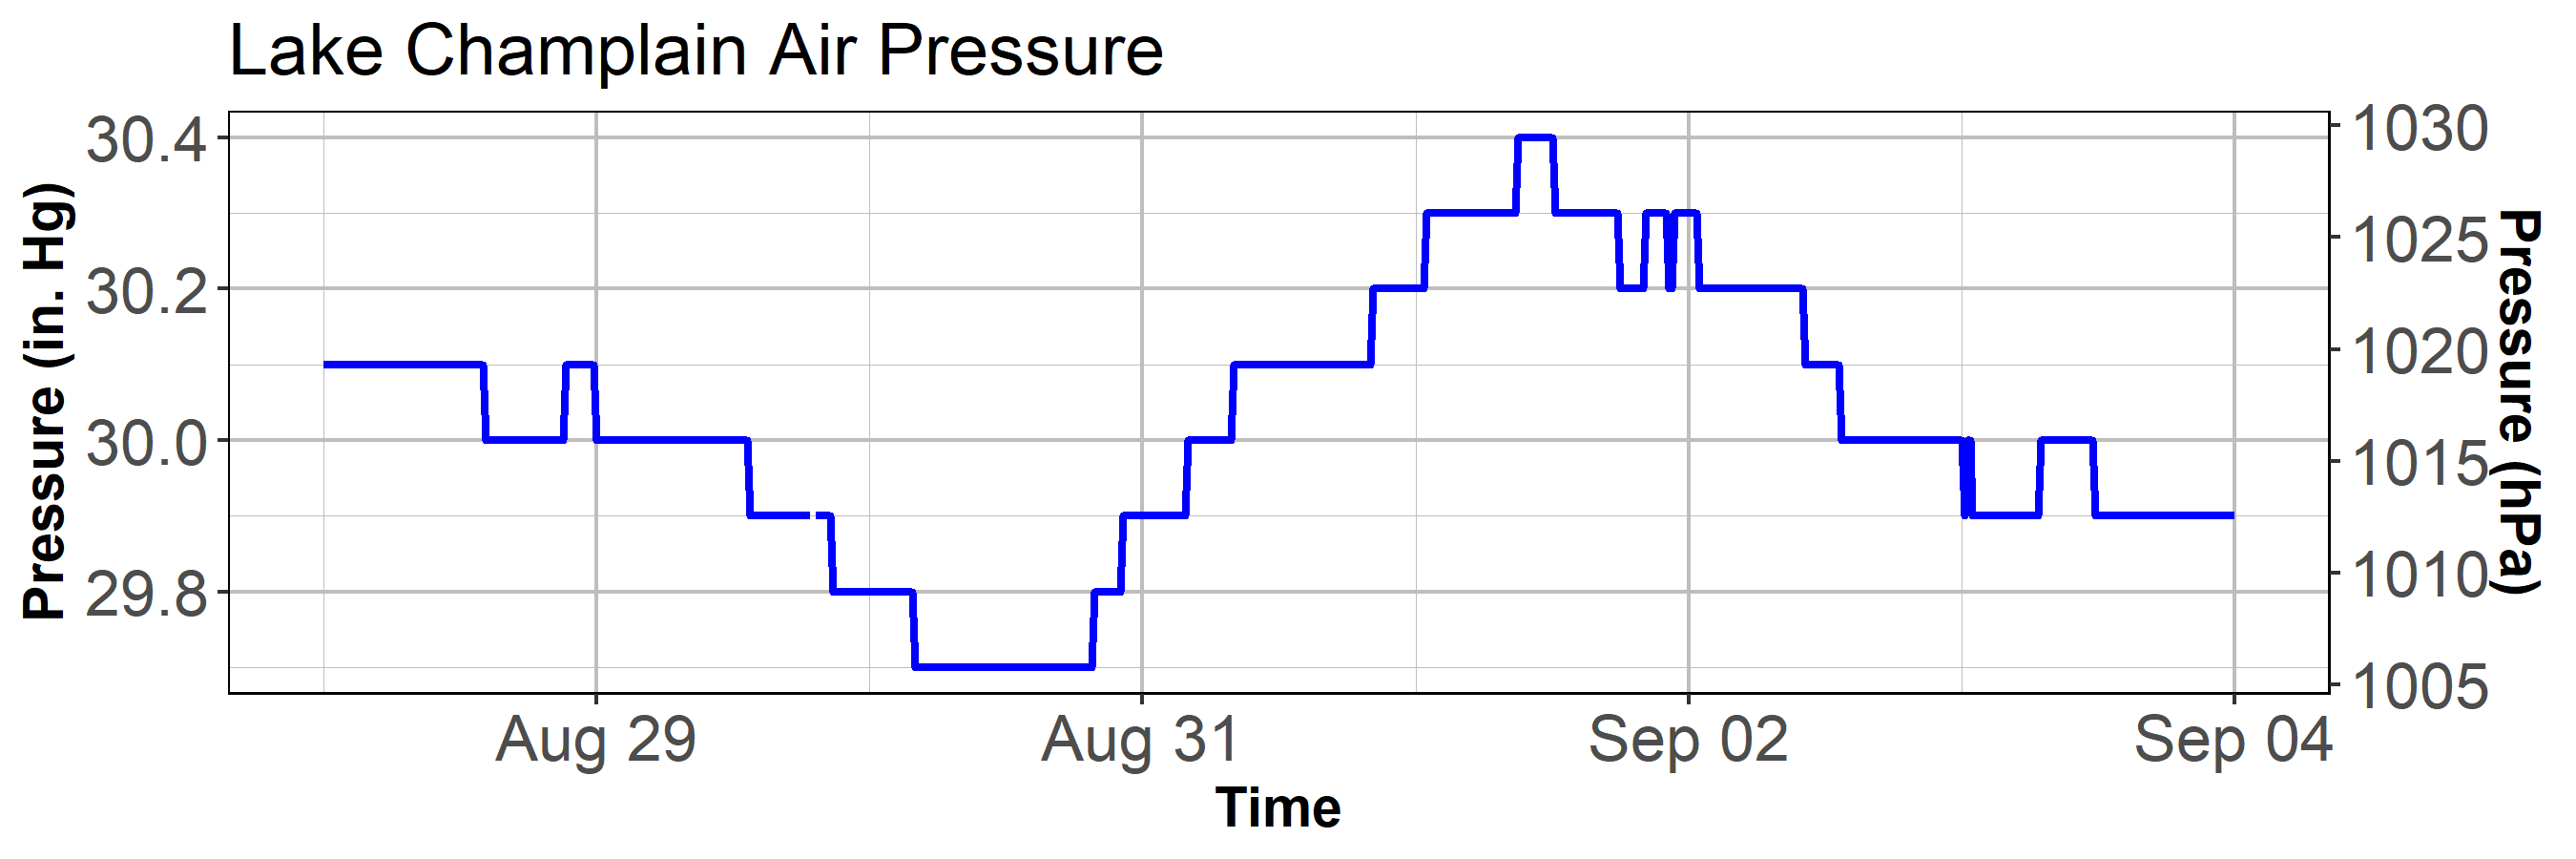 Lake Champlain Air Pressure
Pressure (in. Hg)
30.4
30.2
30.0
29.8
1030
1025
1020
1015
1010
1005
Pressure (hPa)
Aug 29
Aug 31
Sep 02
Sep 04
Time